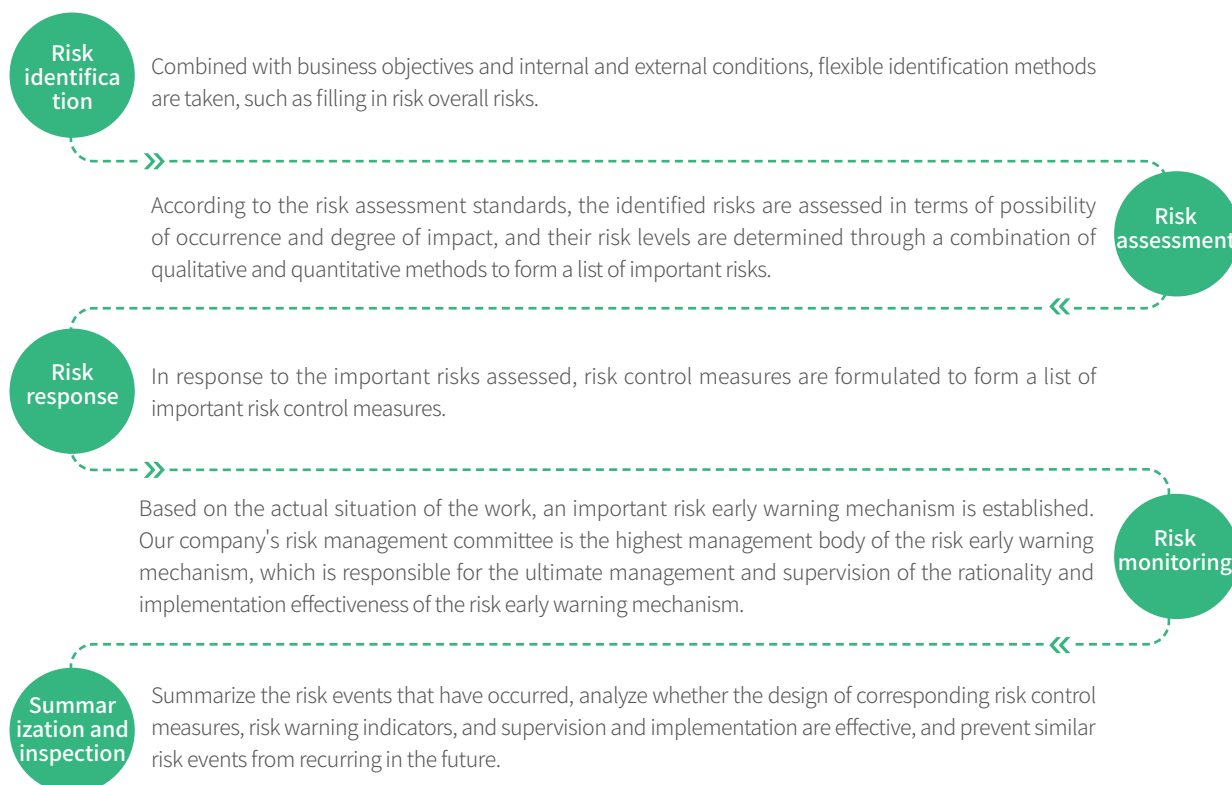 Risk
identifica
tion
Combined with business objectives and internal and external conditions, flexible identification methods
are taken, such as filling in risk overall risks.
According to the risk assessment standards, the identified risks are assessed in terms of possibility
of occurrence and degree of impact, and their risk levels are determined through a combination of
qualitative and quantitative methods to form a list of important risks.
Risk
assessment
Risk
response
In response to the important risks assessed, risk control measures are formulated to form a list of
important risk control measures.
Based on the actual situation of the work, an important risk early warning mechanism is established.
Our company's risk management committee is the highest management body of the risk early warning
mechanism, which is responsible for the ultimate management and supervision of the rationality and
implementation effectiveness of the risk early warning mechanism.
Risk
monitoring
Summar
ization and
inspection
Summarize the risk events that have occurred, analyze whether the design of corresponding risk control
measures, risk warning indicators, and supervision and implementation are effective, and prevent similar
risk events from recurring in the future.